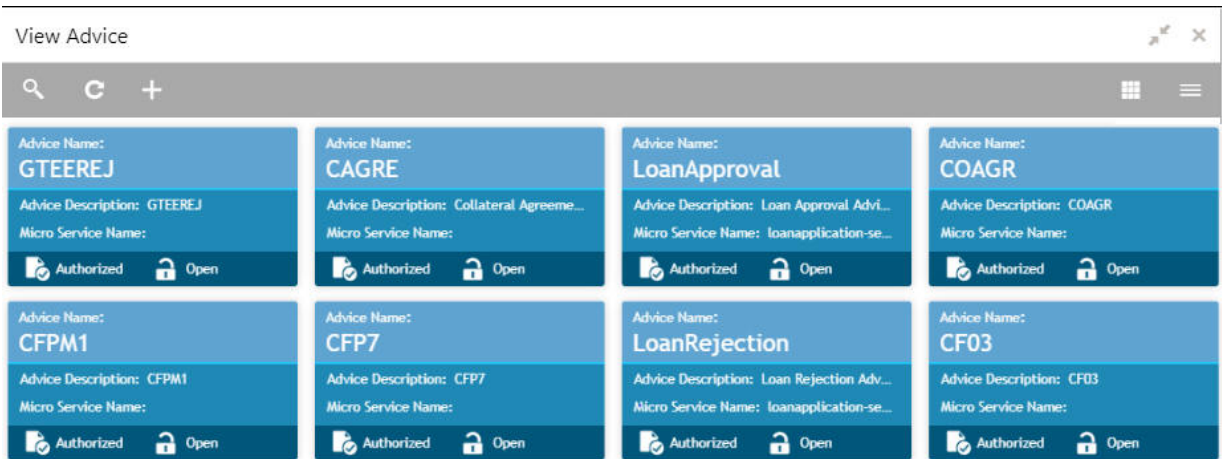 View Advice
Advice Name:
GTEEREJ
Advice Description: GTEEREJ
Micro Service Name:
Authorized Open
Advice Name:
CAGRE
Advice Description: Collateral Agreeme...
Micro Service Name:
Authorized Open
Advice Name:
LoanApproval
Advice Description: Loan Approval Advi...
Micro Service Name: loanapplication-se...
Authorized Open
Advice Name:
COAGR
Advice Description: COAGR
Micro Service Name:
Authorized Open
Advice Name:
CFPM1
Advice Description: CFPM1
Micro Service Name:
Authorized Open
Advice Name:
CFP7
Advice Description: CFP7
Micro Service Name:
Authorized Open
Advice Name:
LoanRejection
Advice Description: Loan Rejection Adv...
Micro Service Name: loanapplication-se...
Authorized Open
Advice Name:
CF03
Advice Description: CF03
Micro Service Name:
Authorized Open